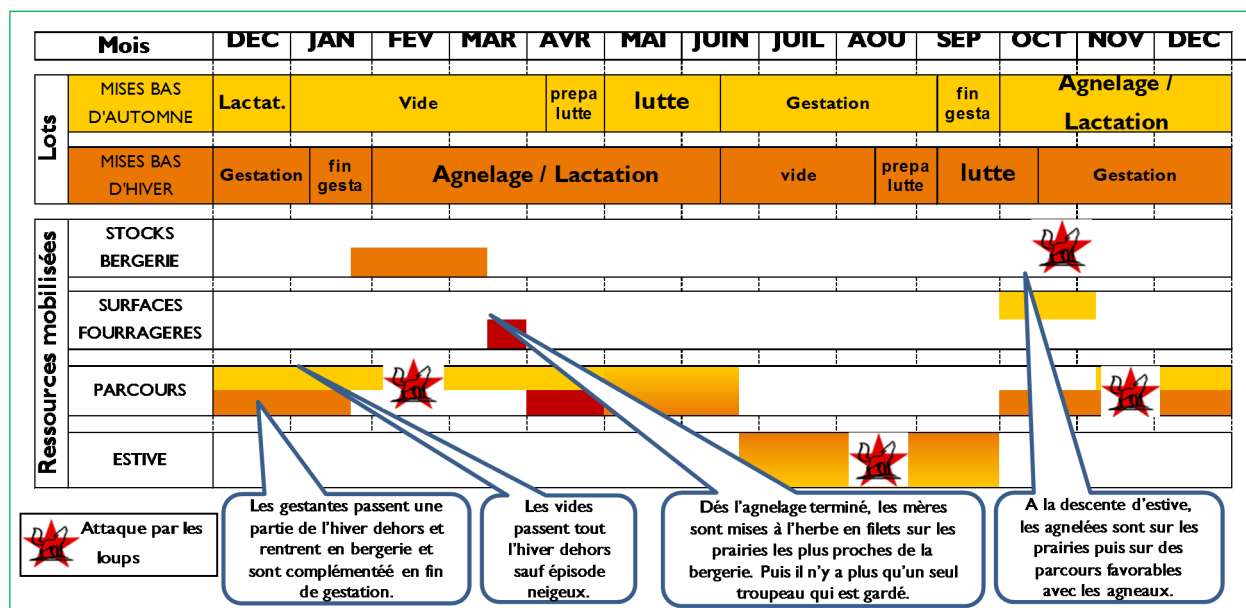 Mois DEC JAN FEV MAR AVR MAI JUIN JUIL AOU SEP OCT NOV DEC
Lots
MISES BAS
D'AUTOMNE
Lactat.
Vide
prepa
lutte
lutte
Gestation
fin
gesta
Agnelage /
Lactation
MISES BAS
D'HIVER
Gestation
fin
gesta
Agnelage / Lactation
vide
prepa
lutte
lutte
Gestation
Ressources mobilisées
STOCKS
BERGERIE
SURFACES
FOURRAGERES
PARCOURS
ESTIVE
Attaque par les
loups
Les gestantes passent une
partie de l'hiver dehors et
rentrent en bergerie et
sont complémentéé en fin
de gestation.
Les vides
passent tout
l'hiver dehors
sauf épisode
neigeux.
Dés l'agnelage terminé, les mères
sont mises à l'herbe en filets sur les
prairies les plus proches de la
bergerie. Puis il n'y a plus qu'un seul
troupeau qui est gardé.
A la descente d'estive,
les agnelées sont sur les
prairies puis sur des
parcours favorables
avec les agneaux.